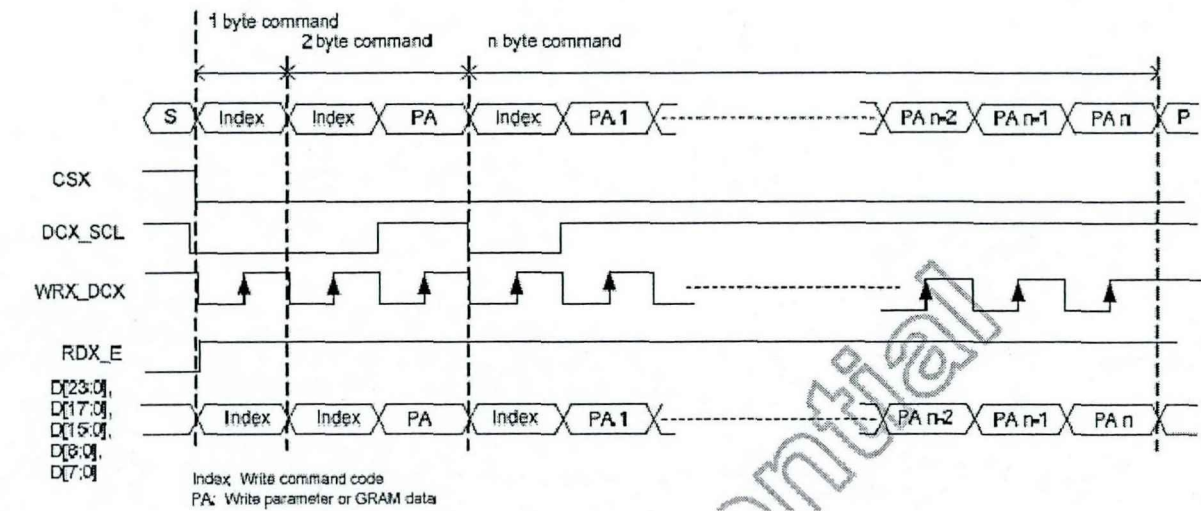 1 byte command
2 byte command
n byte command
S Index Index PA Index PA 1 PA n-2 PA n-1 PA n P
CSX
DCX_SCL
WRX_DCX
RDX_E
D[23:0],
D[17:0],
D[15:0],
D[8:0],
D[7:0]
Index Index PA Index PA 1 PA n-2 PA n-1 PA n
Index: Write command code
PA: Write parameter or GRAM data